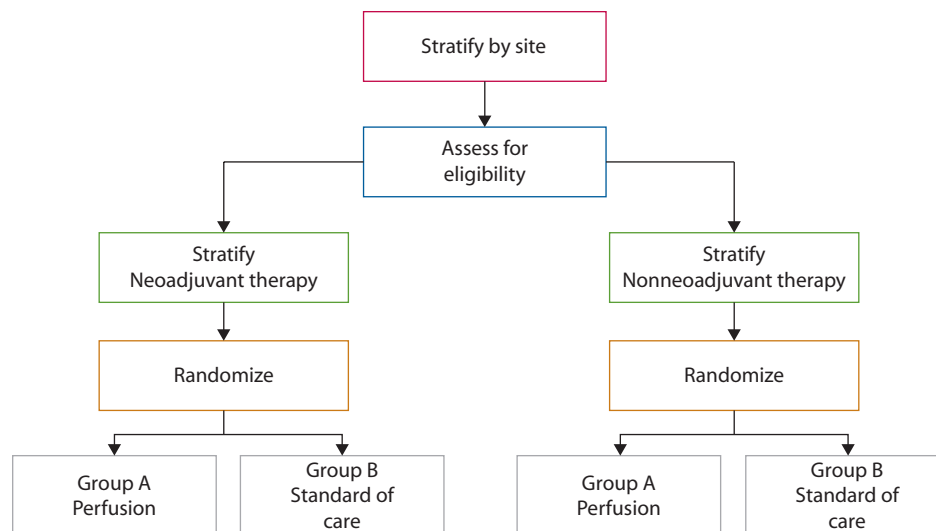 Stratify by site
Assess for
eligibility
Stratify
Neoadjuvant therapy
Stratify
Nonneoadjuvant therapy
Randomize
Randomize
Group A
Perfusion
Group B
Standard of
care
Group A
Perfusion
Group B
Standard of
care